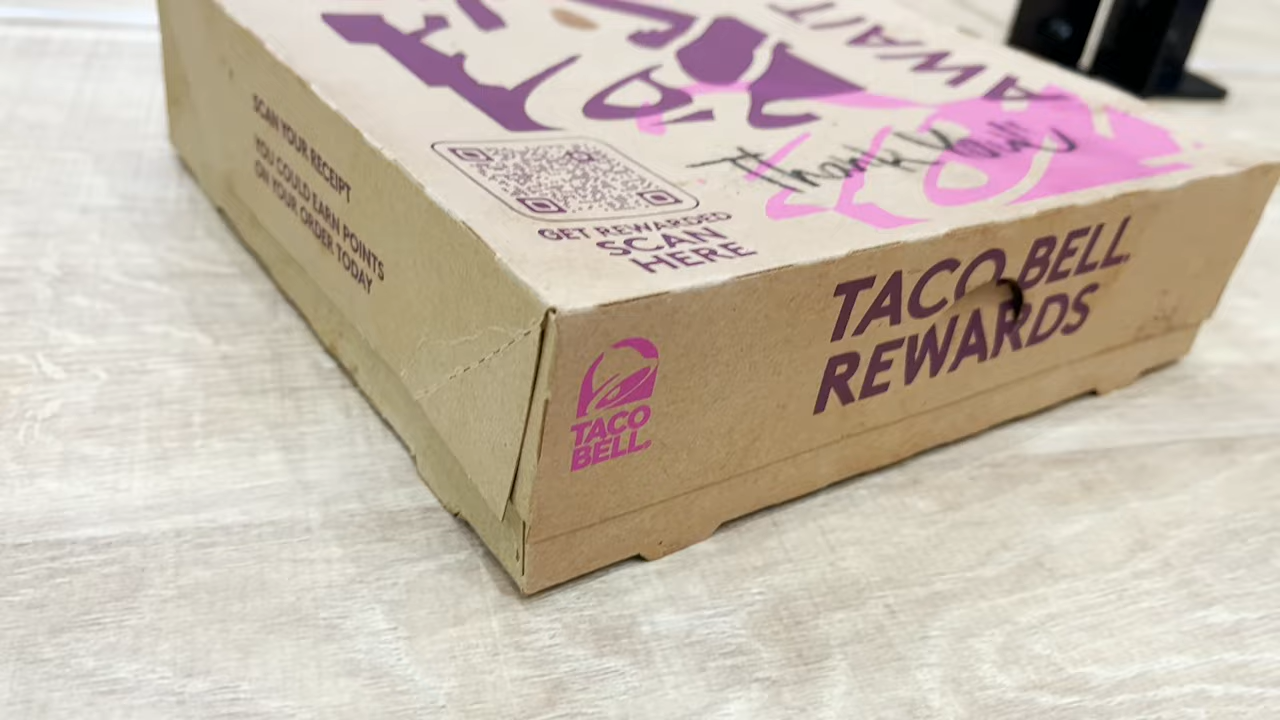 AWAIT
Thank You!
GET REWARDED
SCAN
HERE
SCAN YOUR RECEIPT
YOU COULD EARN POINTS
ON YOUR ORDER TODAY
TACO BELL
REWARDS
TACO
BELL.